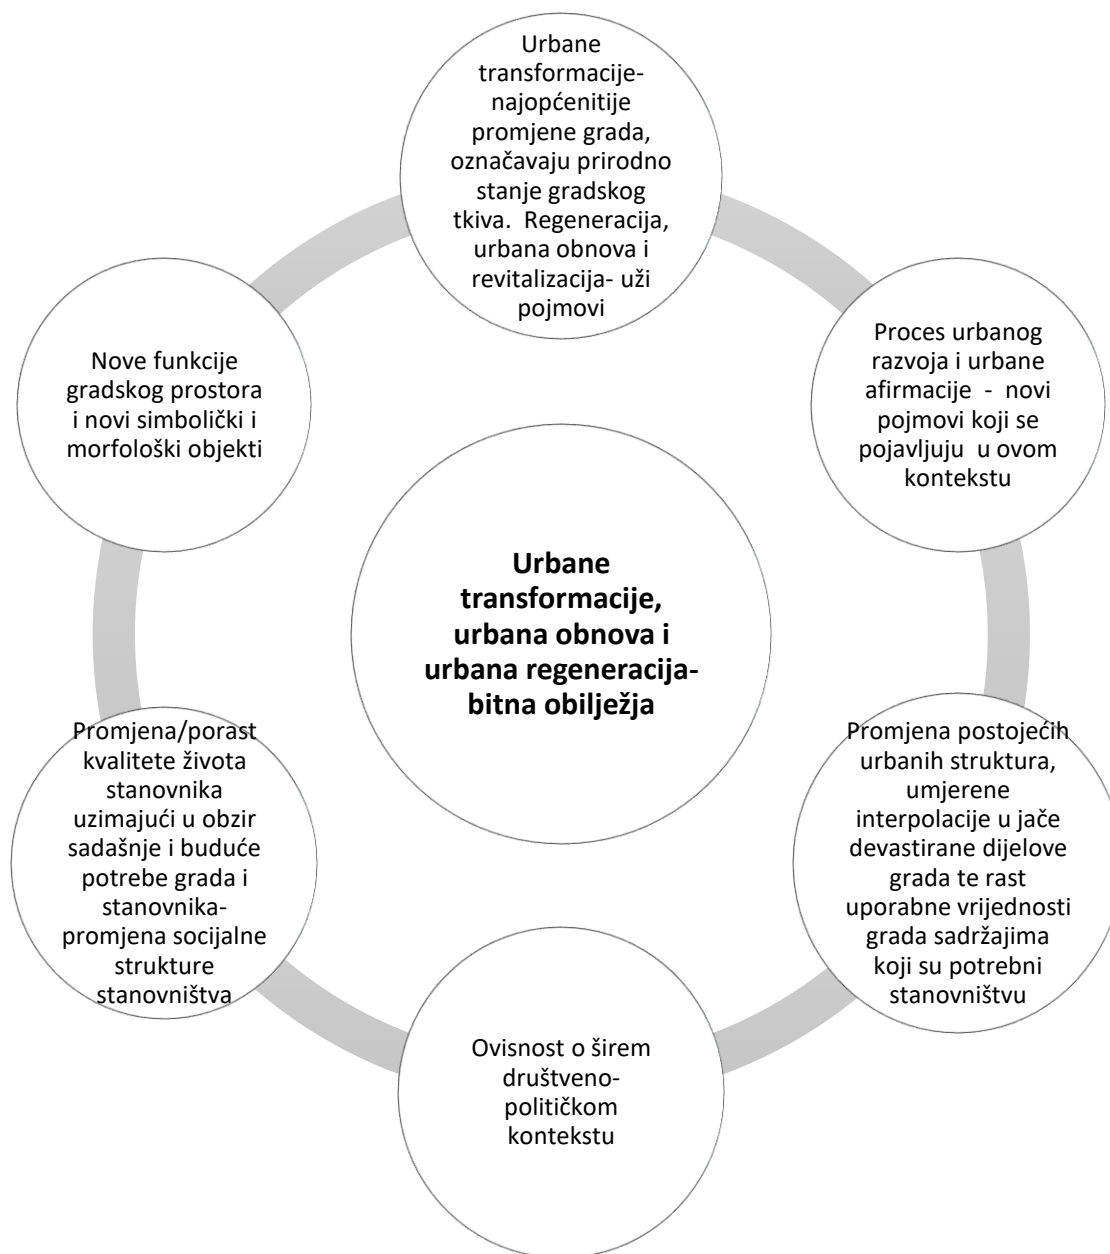 Urbane
transformacije-
najopćenitije
promjene grada,
označavaju prirodno
stanje gradskog
tkiva.  Regeneracija,
urbana obnova i
revitalizacija- uži
pojmovi
Proces urbanog
razvoja i urbane
afirmacije  -  novi
pojmovi koji se
pojavljuju  u ovom
kontekstu
Promjena postojećih
urbanih struktura,
umjerene
interpolacije u jače
devastirane dijelove
grada te rast
uporabne vrijednosti
grada sadržajima
koji su potrebni
stanovništvu
Ovisnost o širem
društveno-
političkom
kontekstu
Promjena/porast
kvalitete života
stanovnika
uzimajući u obzir
sadašnje i buduće
potrebe grada i
stanovnika-
promjena socijalne
strukture
stanovništva
Nove funkcije
gradskog prostora
i novi simbolički i
morfološki objekti
Urbane
transformacije,
urbana obnova i
urbana regeneracija-
bitna obilježja